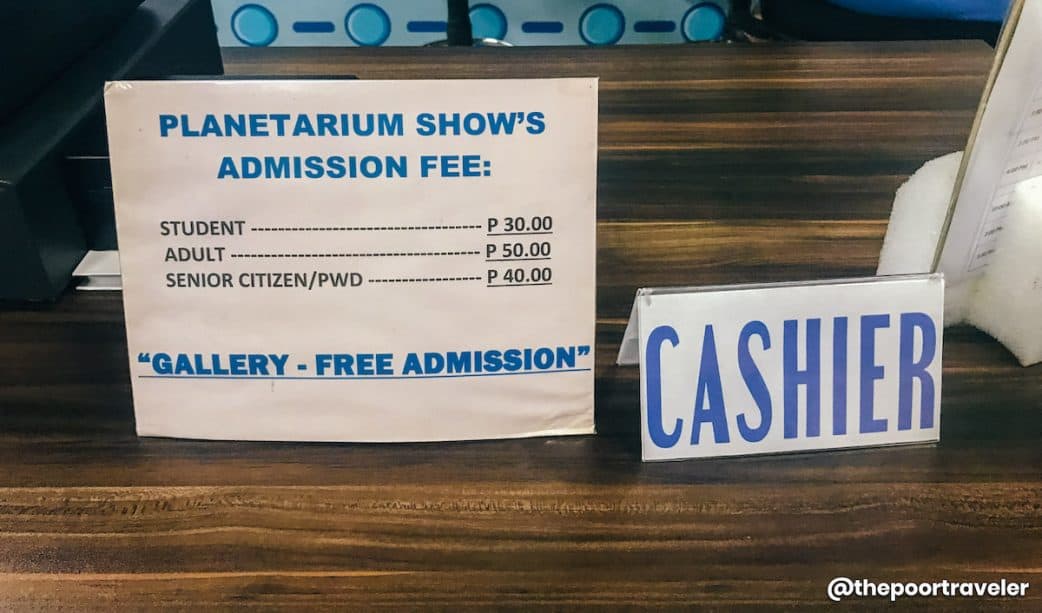 PLANETARIUM SHOW'S
ADMISSION FEE:
STUDENT ---------------------------------- P 30.00
ADULT ------------------------------------- P 50.00
SENIOR CITIZEN/PWD ----------------- P 40.00
“GALLERY - FREE ADMISSION”
CASHIER
@thepoortraveler